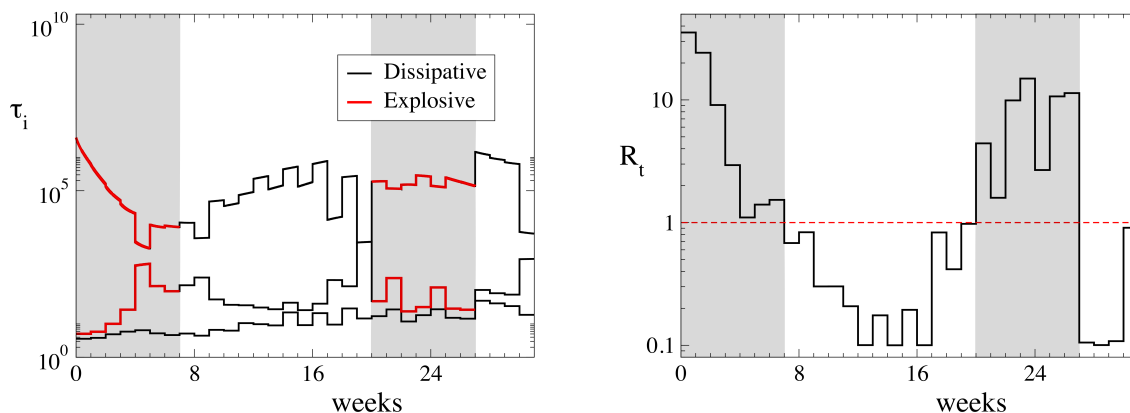 10^10
τ_i
Dissipative
Explosive
10^5
10^0
0
8
16
24
weeks
10
R_t
1
0.1
0
8
16
24
weeks